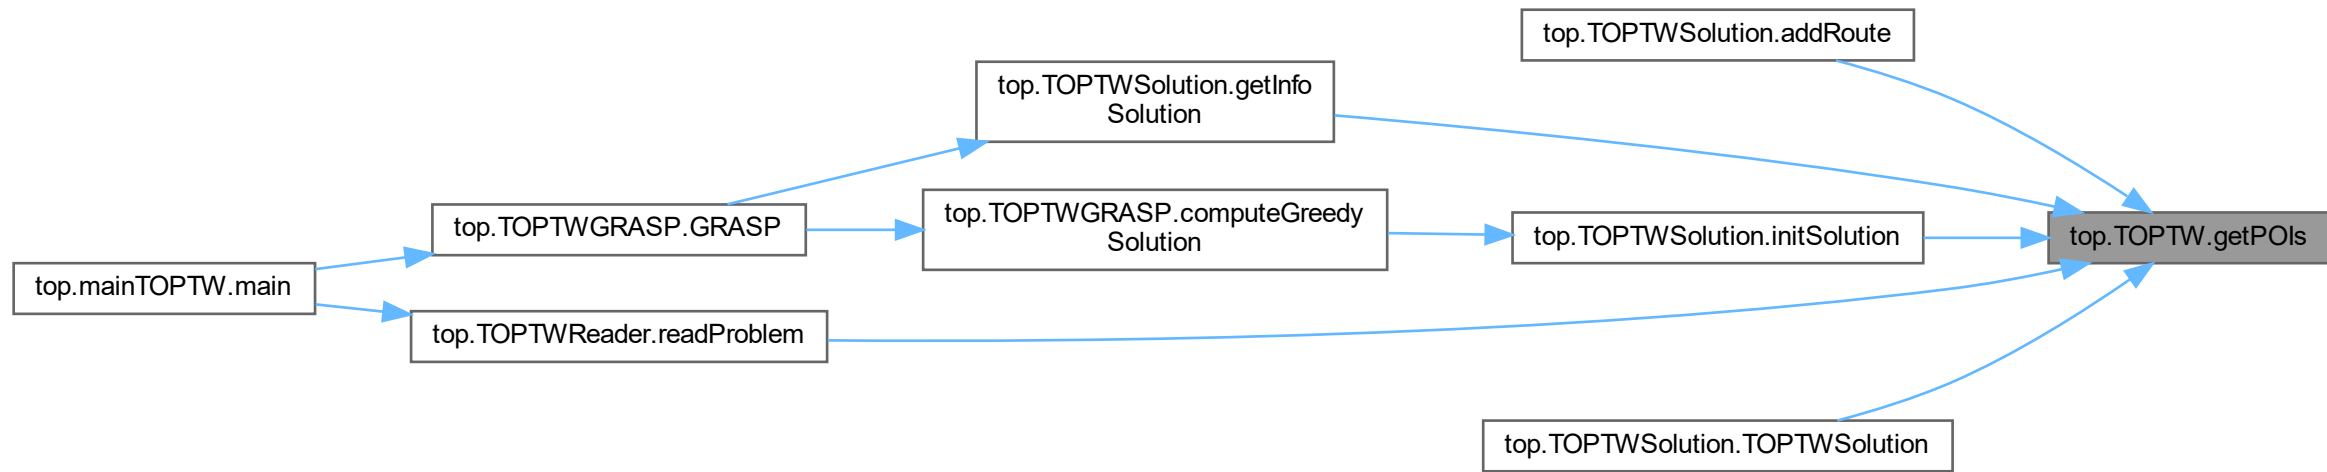 top.TOPTWSolution.addRoute
top.TOPTWSolution.getInfo
Solution
top.TOPTWGRASP.GRASP
top.TOPTWGRASP.computeGreedy
Solution
top.TOPTWSolution.initSolution
top.TOPTW.getPOIs
top.mainTOPTW.main
top.TOPTWReader.readProblem
top.TOPTWSolution.TOPTWSolution